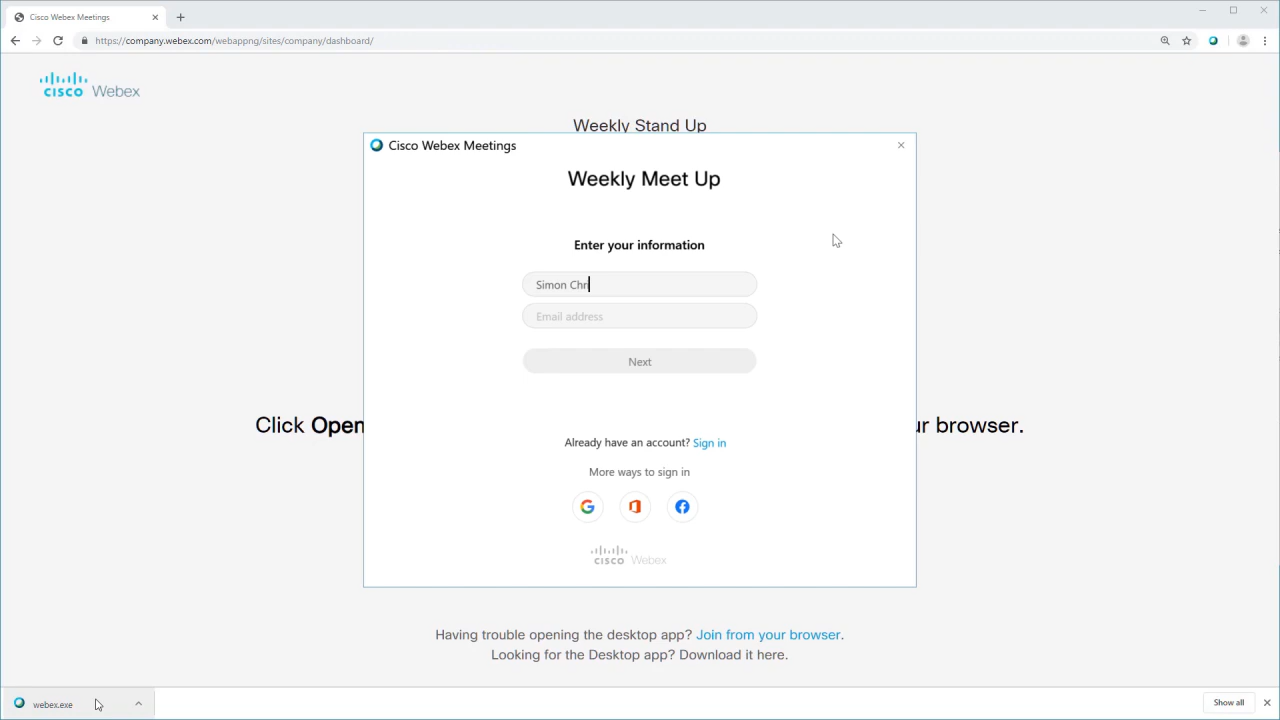 Cisco Webex Meetings
https://company.webex.com/webappng/sites/company/dashboard/
CISCO Webex
Weekly Stand Up
Cisco Webex Meetings
Weekly Meet Up
Enter your information
Simon Chri
Email address
Next
Click Open
ur browser.
Already have an account? Sign in
More ways to sign in
CISCO Webex
Having trouble opening the desktop app? Join from your browser.
Looking for the Desktop app? Download it here.
webex.exe
Show all